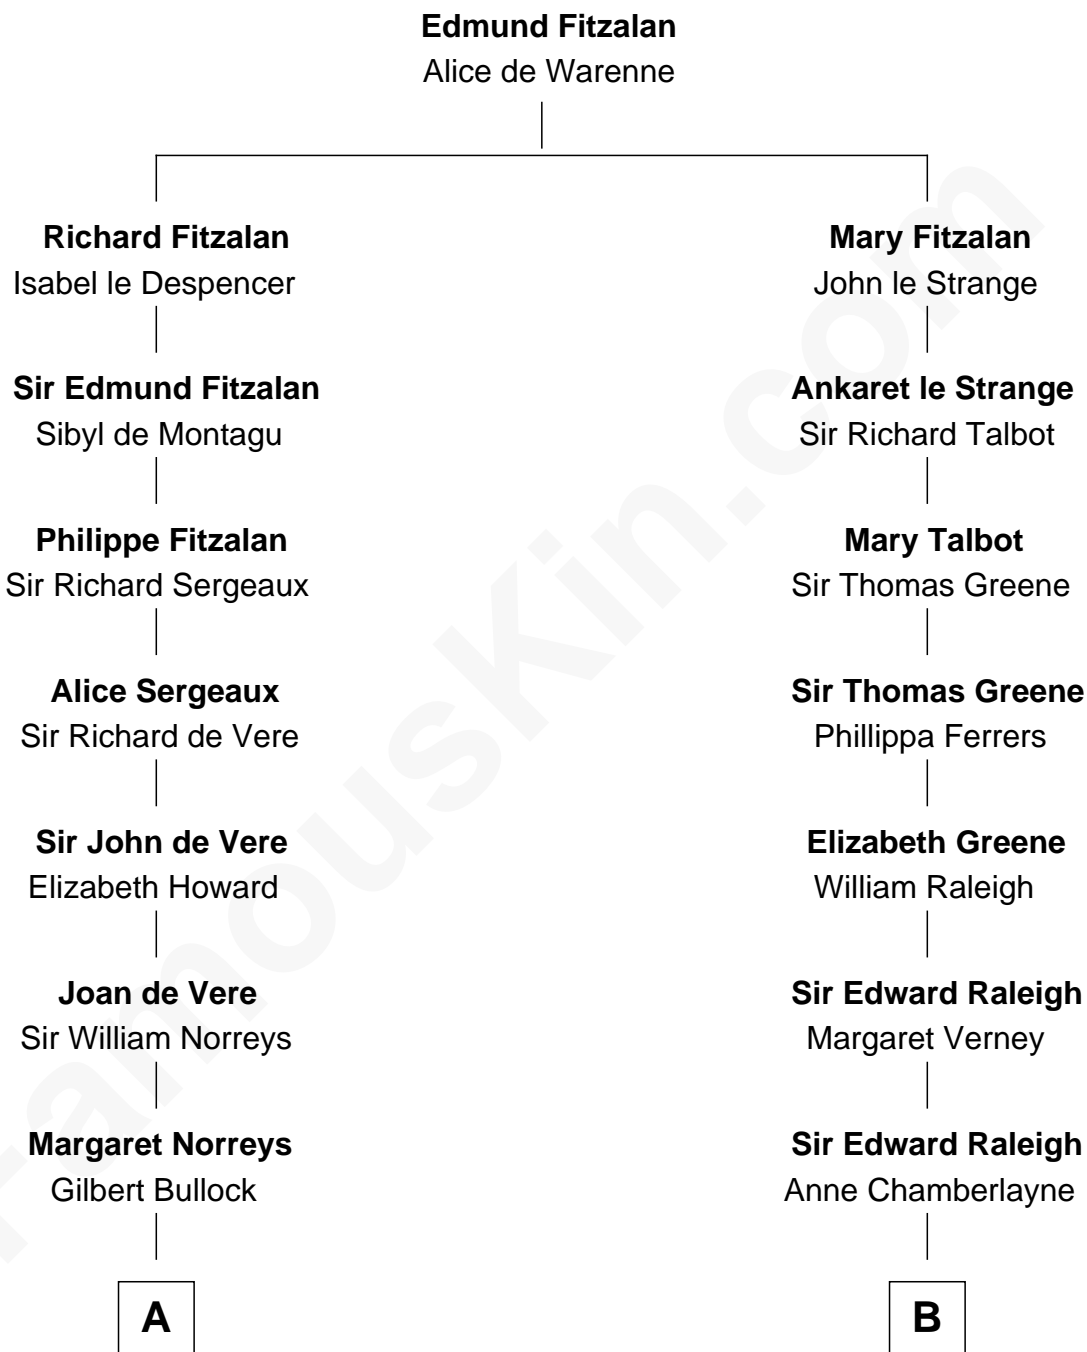 Edmund Fitzalan
Alice de Warenne
Richard Fitzalan
Isabel le Despencer
Mary Fitzalan
John le Strange
Sir Edmund Fitzalan
Sibyl de Montagu
Ankaret le Strange
Sir Richard Talbot
Philippe Fitzalan
Sir Richard Sergeaux
Mary Talbot
Sir Thomas Greene
Alice Sergeaux
Sir Richard de Vere
Sir Thomas Greene
Phillippa Ferrers
Sir John de Vere
Elizabeth Howard
Elizabeth Greene
William Raleigh
Joan de Vere
Sir William Norreys
Sir Edward Raleigh
Margaret Verney
Margaret Norreys
Gilbert Bullock
Sir Edward Raleigh
Anne Chamberlayne
A
B
FamousKin.com